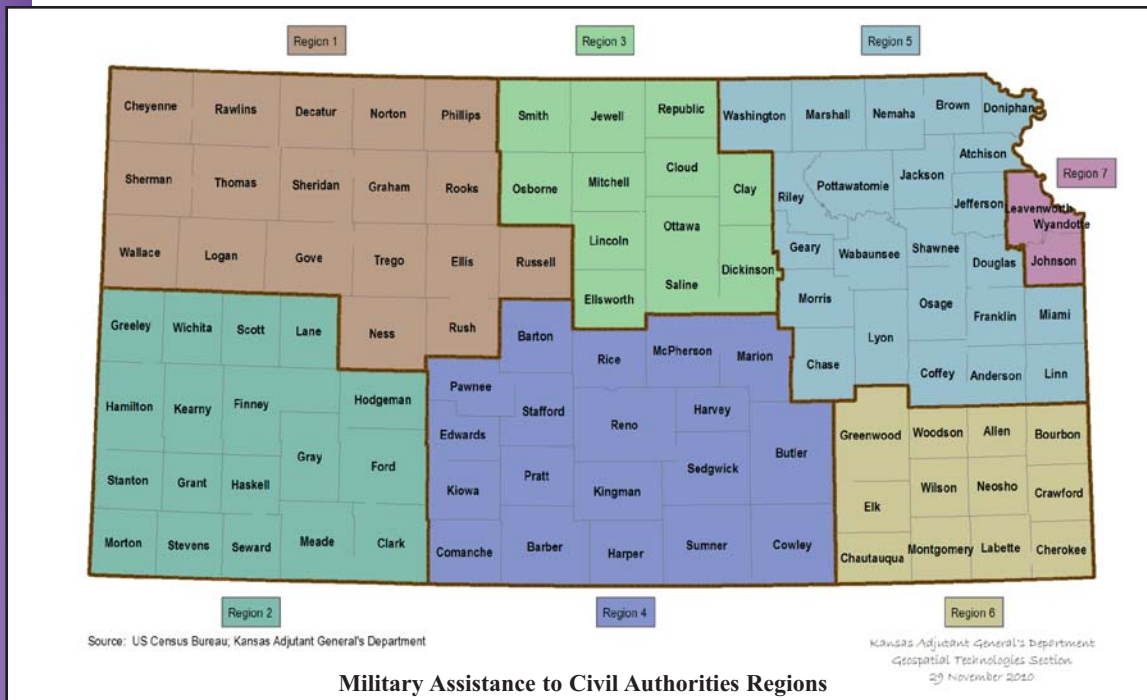 Region 1
Region 3
Region 5
Cheyenne Rawlins Decatur Norton Phillips Smith Jewell Republic Washington Marshall Nemaha Brown Doniphan
Atchison
Region 7
Sherman Thomas Sheridan Graham Rooks Osborne Mitchell Cloud Clay Riley Pottawatomie Jackson
Jefferson Leavenworth
Wyandotte
Wallace Logan Gove Trego Ellis Russell Lincoln Ottawa Dickinson Geary Wabaunsee Shawnee Douglas Johnson
Ellsworth Saline Morris Osage Franklin Miami
Greeley Wichita Scott Lane Ness Rush Barton Rice McPherson Marion Chase Lyon Coffey Anderson Linn
Pawnee
Hamilton Kearny Finney Hodgeman Stafford Reno Harvey
Edwards Greenwood Woodson Allen Bourbon
Gray Ford Sedgwick Butler
Stanton Grant Haskell Kiowa Pratt Kingman Elk Wilson Neosho Crawford
Morton Stevens Seward Meade Clark Comanche Barber Harper Sumner Cowley Chautauqua Montgomery Labette Cherokee
Region 2
Region 4
Region 6
Source: US Census Bureau; Kansas Adjutant General's Department
Kansas Adjutant General's Department
Geospatial Technologies Section
29 November 2010
Military Assistance to Civil Authorities Regions